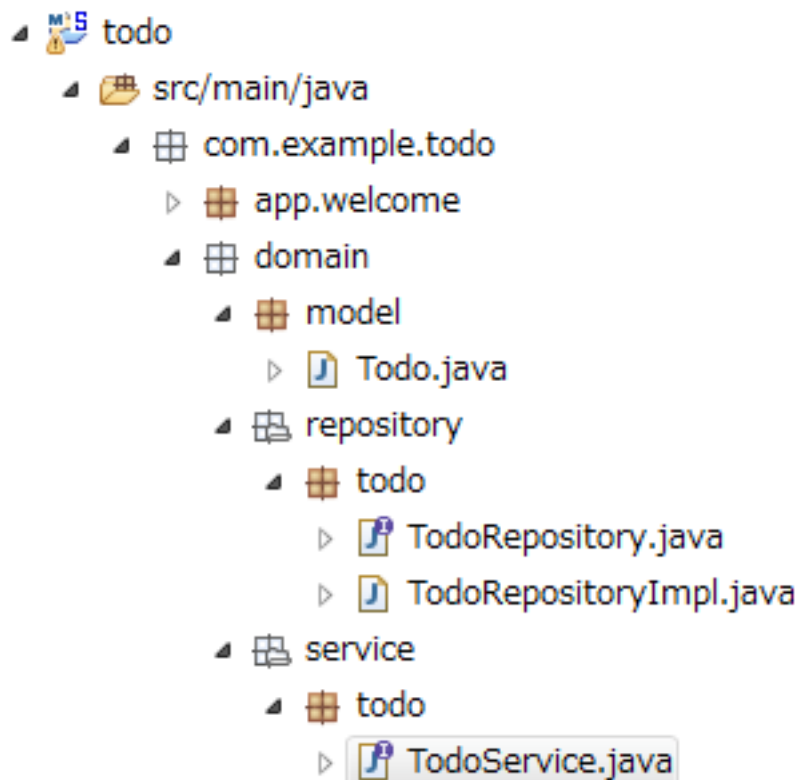 todo
src/main/java
com.example.todo
app.welcome
domain
model
Todo.java
repository
todo
TodoRepository.java
TodoRepositoryImpl.java
service
todo
TodoService.java